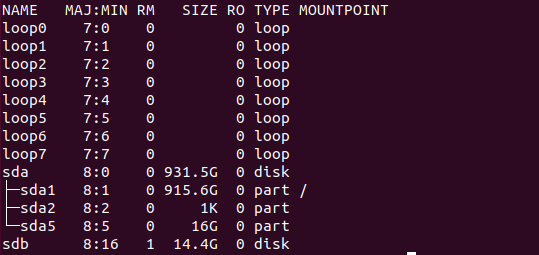 NAME   MAJ:MIN RM   SIZE RO TYPE MOUNTPOINT
loop0    7:0    0         0 loop
loop1    7:1    0         0 loop
loop2    7:2    0         0 loop
loop3    7:3    0         0 loop
loop4    7:4    0         0 loop
loop5    7:5    0         0 loop
loop6    7:6    0         0 loop
loop7    7:7    0         0 loop
sda      8:0    0 931.5G  0 disk
├─sda1   8:1    0 915.6G  0 part /
├─sda2   8:2    0     1K  0 part
└─sda5   8:5    0    16G  0 part
sdb      8:16   1  14.4G  0 disk